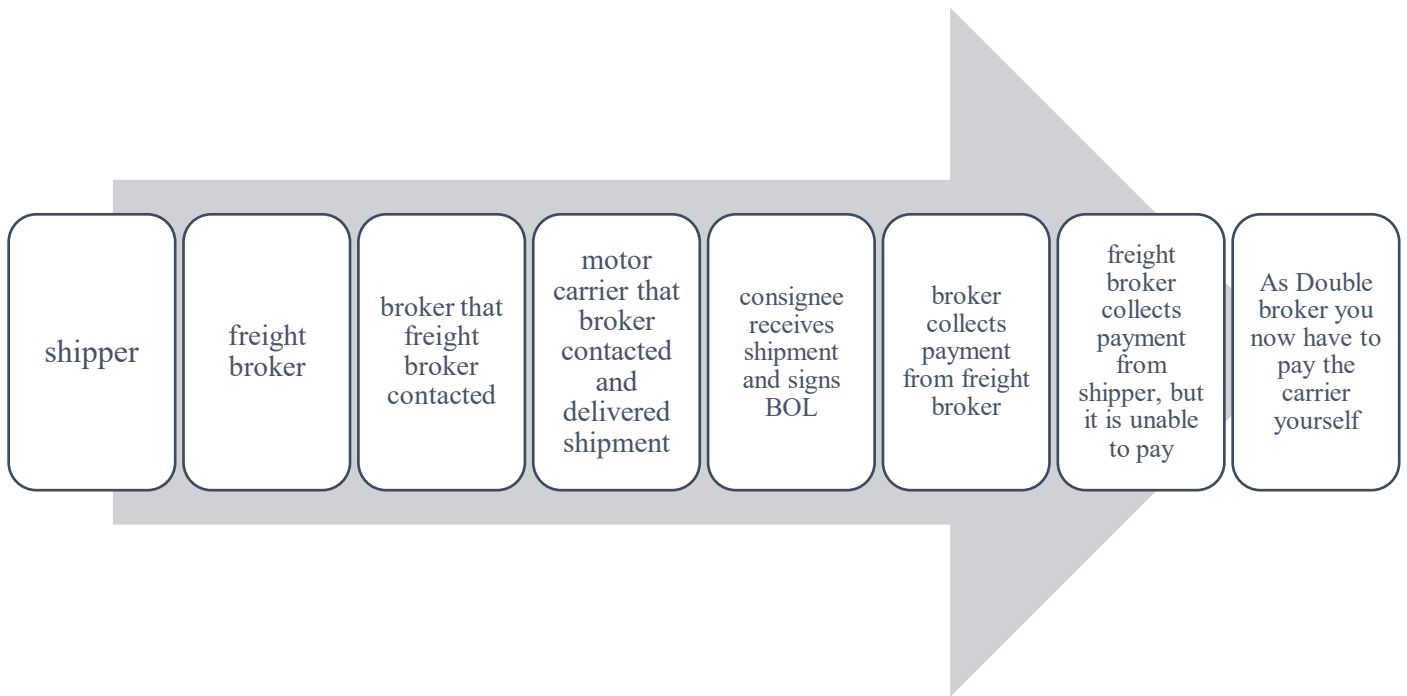 shipper
freight
broker
broker that
freight
broker
contacted
motor
carrier that
broker
contacted
and
delivered
shipment
consignee
receives
shipment
and signs
BOL
broker
collects
payment
from freight
broker
freight
broker
collects
payment
from
shipper, but
it is unable
to pay
As Double
broker you
now have to
pay the
carrier
yourself